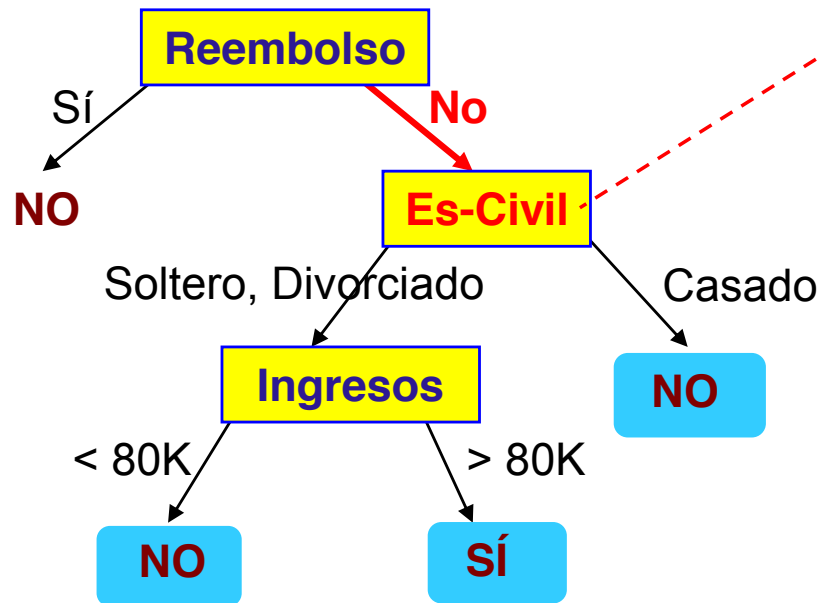 Reembolso
Sí
No
NO
Es-Civil
Soltero, Divorciado
Casado
Ingresos
NO
< 80K
> 80K
NO
SÍ